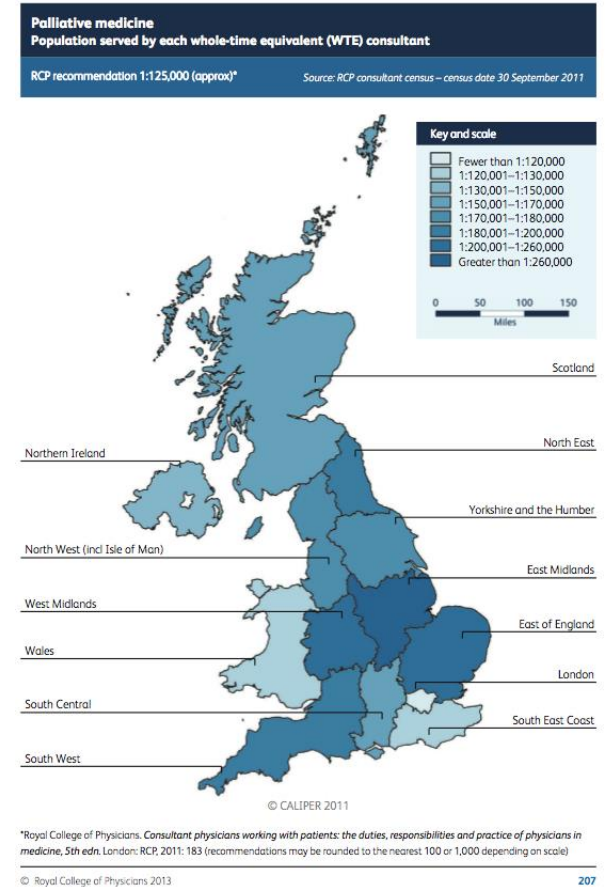 Palliative medicine
Population served by each whole-time equivalent (WTE) consultant
RCP recommendation 1:125,000 (approx)*
Source: RCP consultant census – census date 30 September 2011
Key and scale
Fewer than 1:120,000
1:120,001–1:130,000
1:130,001–1:150,000
1:150,001–1:170,000
1:170,001–1:180,000
1:180,001–1:200,000
1:200,001–1:260,000
Greater than 1:260,000
0 50 100 150
Miles
Scotland
North East
Northern Ireland
Yorkshire and the Humber
North West (incl Isle of Man)
East Midlands
West Midlands
East of England
Wales
London
South Central
South East Coast
South West
© CALIPER 2011
*Royal College of Physicians. Consultant physicians working with patients: the duties, responsibilities and practice of physicians in
medicine, 5th edn. London: RCP, 2011: 183 (recommendations may be rounded to the nearest 100 or 1,000 depending on scale)
© Royal College of Physicians 2013
207